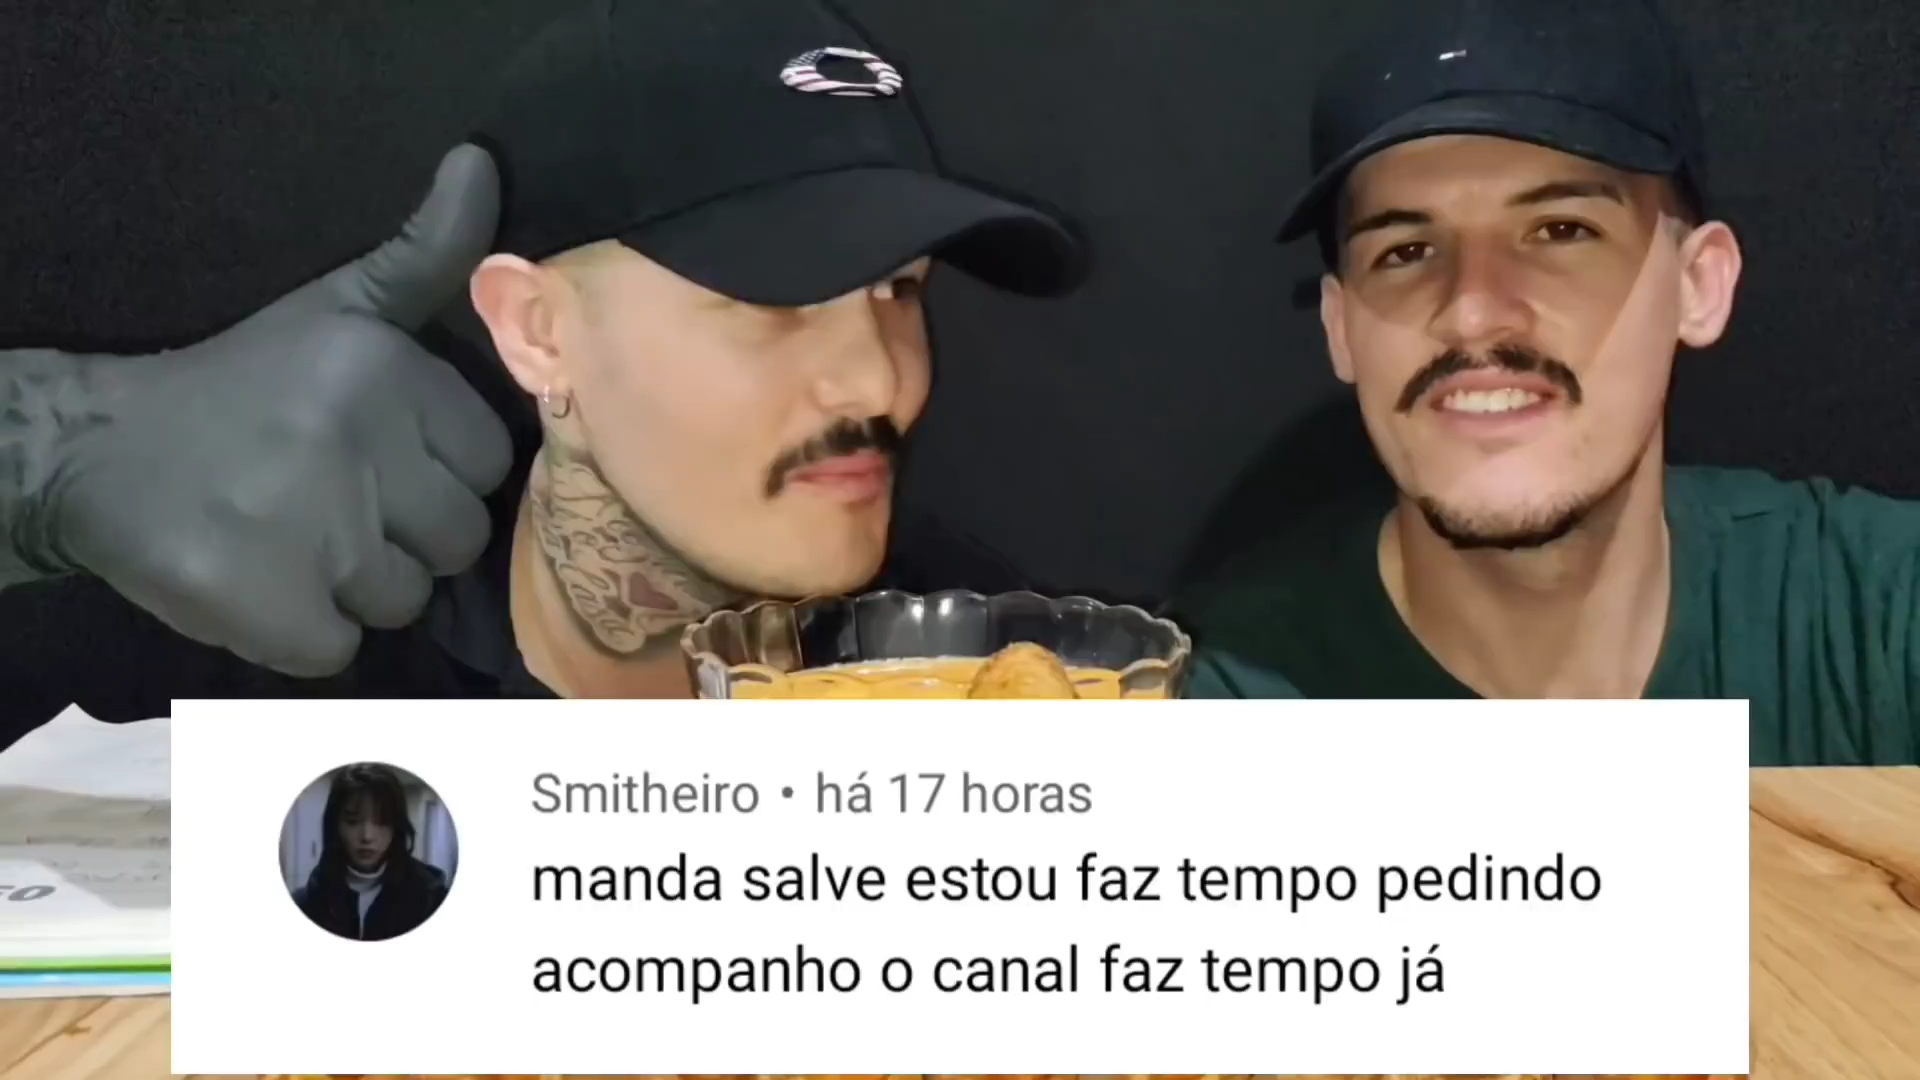 Smitheiro • há 17 horas
manda salve estou faz tempo pedindo
acompanho o canal faz tempo já